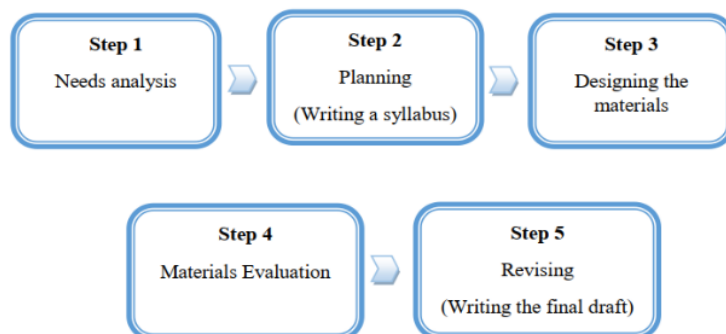 Step 1
Needs analysis
Step 2
Planning
(Writing a syllabus)
Step 3
Designing the
materials
Step 4
Materials Evaluation
Step 5
Revising
(Writing the final draft)